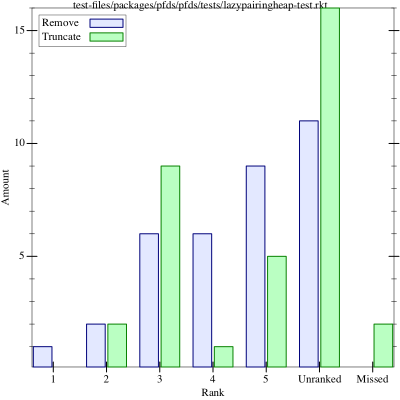 test-files/packages/pfds/pfds/tests/lazypairingheap-test.rkt
Remove
Truncate
15
10
5
Amount
1 2 3 4 5 Unranked Missed
Rank